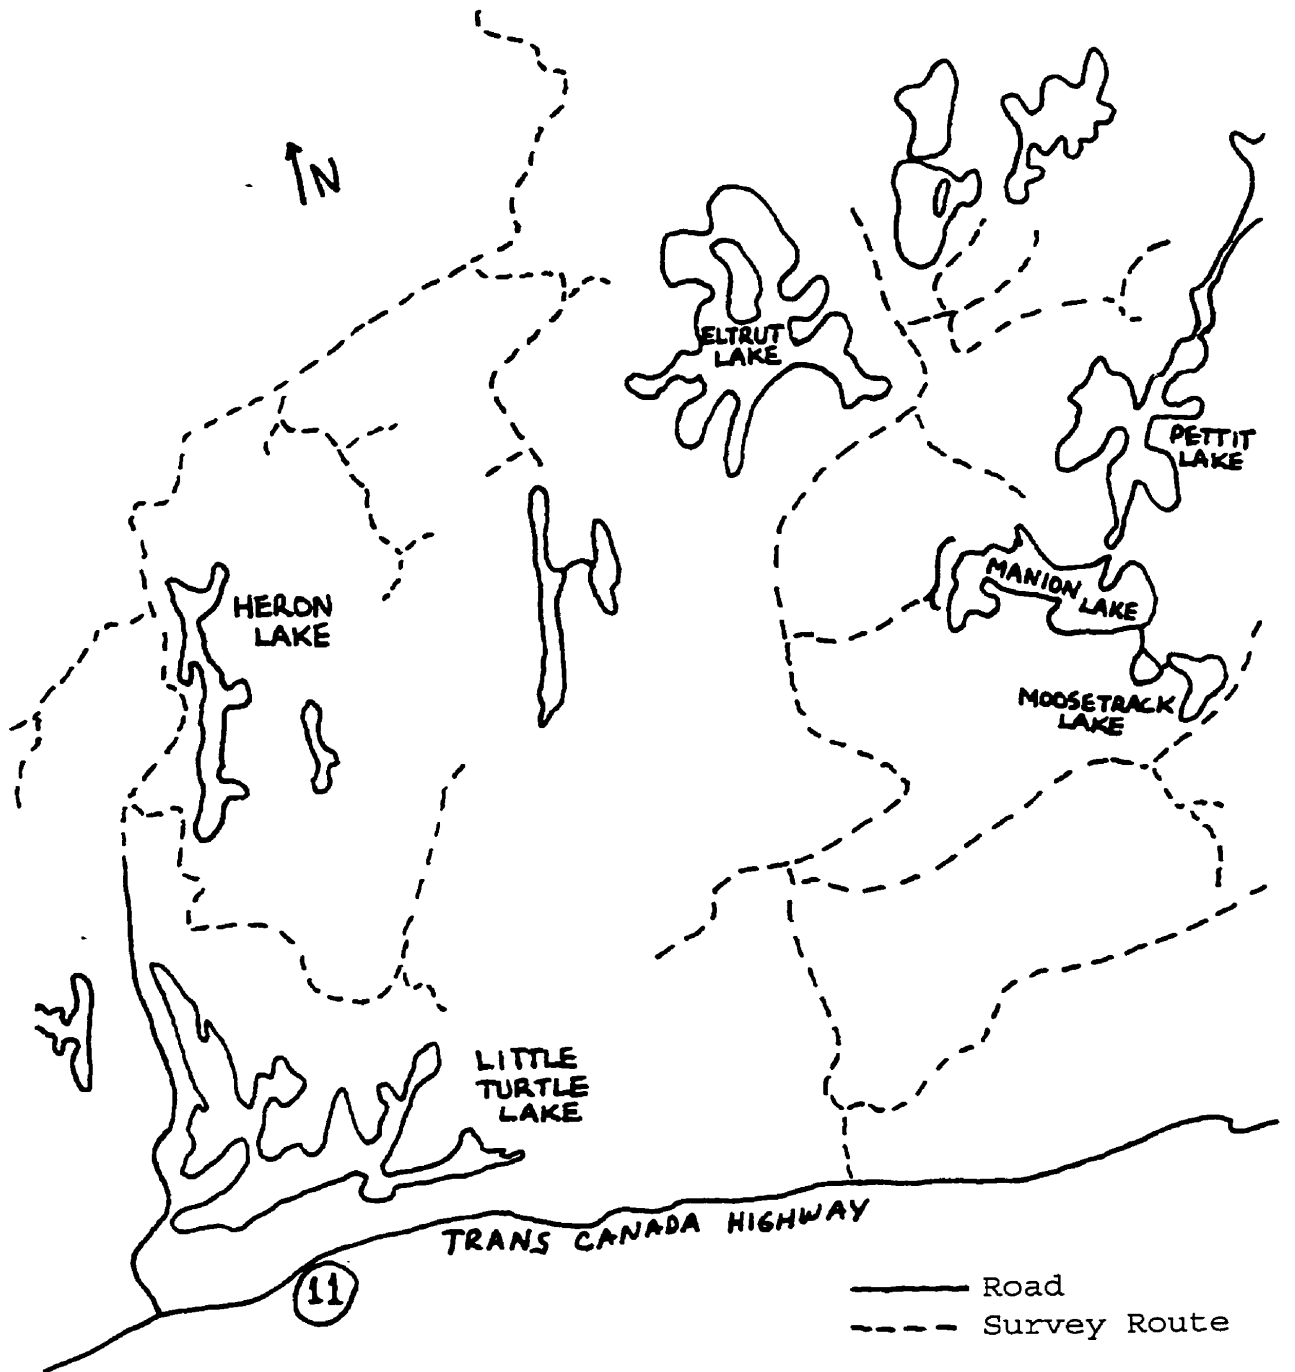 N
ELTRUT
LAKE
PETTIT
LAKE
MANION
LAKE
HERON
LAKE
MOOSETRACK
LAKE
LITTLE
TURTLE
LAKE
TRANS CANADA HIGHWAY
11
Road
Survey Route